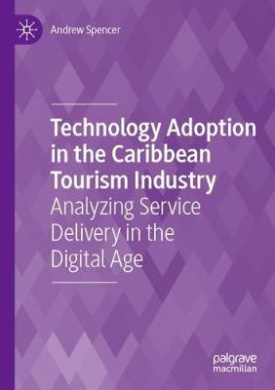 Andrew Spencer
Technology Adoption
in the Caribbean
Tourism Industry
Analyzing Service
Delivery in the
Digital Age
palgrave
macmillan